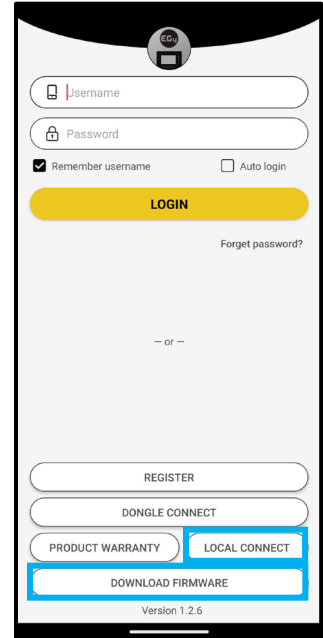 EG4
Username
Password
Remember username Auto login
LOGIN
Forget password?
— or —
REGISTER
DONGLE CONNECT
PRODUCT WARRANTY LOCAL CONNECT
DOWNLOAD FIRMWARE
Version 1.2.6